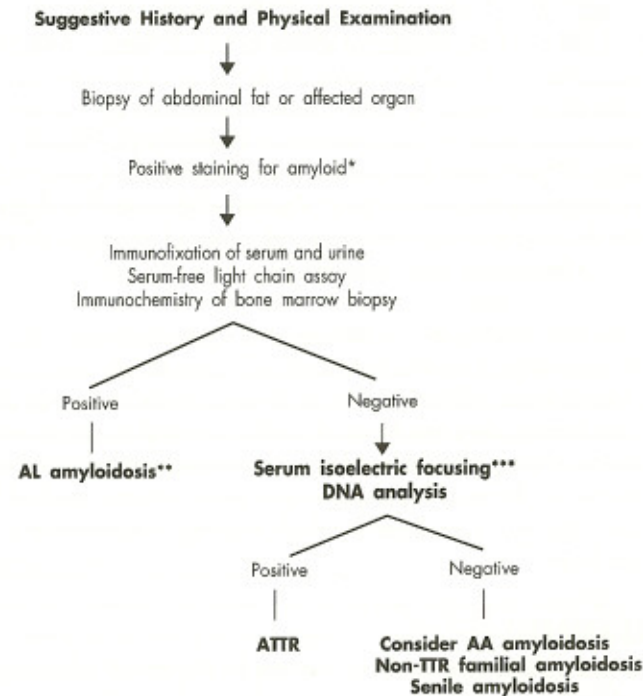 Suggestive History and Physical Examination
Biopsy of abdominal fat or affected organ
Positive staining for amyloid*
Immunofixation of serum and urine
Serum-free light chain assay
Immunochemistry of bone marrow biopsy
Positive
Negative
AL amyloidosis**
Serum isoelectric focusing***
DNA analysis
Positive
Negative
ATTR
Consider AA amyloidosis
Non-TTR familial amyloidosis
Senile amyloidosis